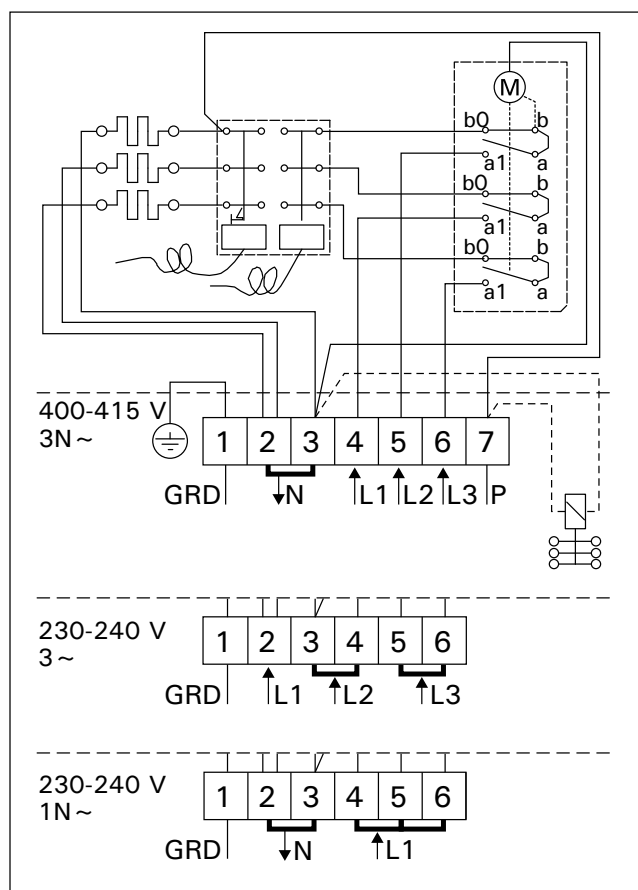 M
b0 b
a1 a
b0 b
a1 a
b0 b
a1 a
400-415 V
3N~
1 2 3 4 5 6 7
GRD N L1 L2 L3 P
230-240 V
3~
1 2 3 4 5 6
GRD L1 L2 L3
230-240 V
1N~
1 2 3 4 5 6
GRD N L1